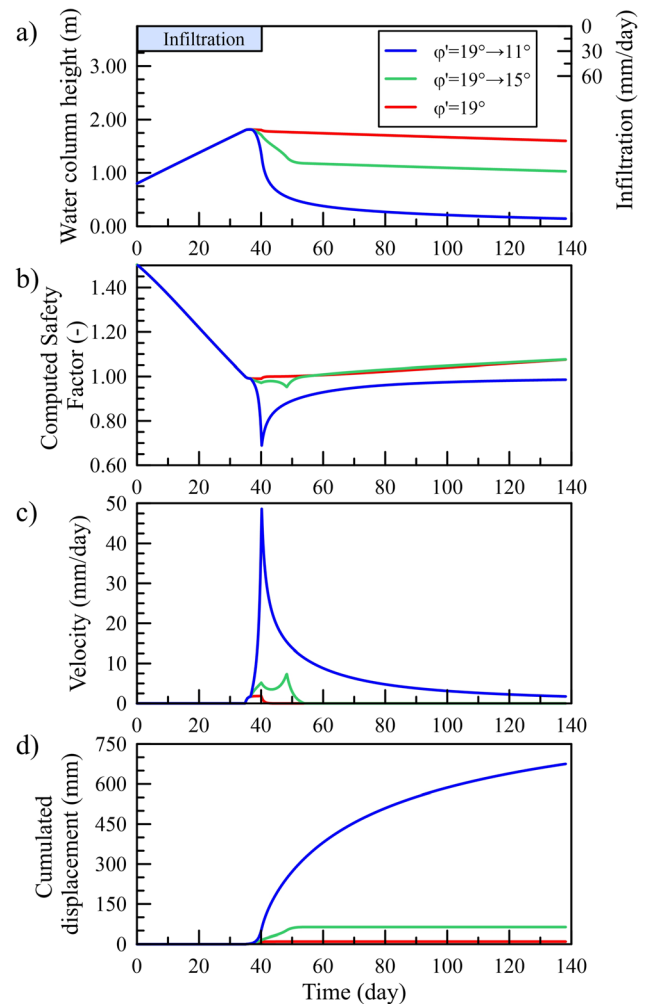 a)
Infiltration
Water column height (m)
3.00
2.00
1.00
0.00
φ'=19°→11°
φ'=19°→15°
φ'=19°
0
30
60
Infiltration (mm/day)
0 20 40 60 80 100 120 140
b)
Computed Safety
Factor (-)
1.40
1.20
1.00
0.80
0.60
0 20 40 60 80 100 120 140
c)
Velocity (mm/day)
50
40
30
20
10
0
0 20 40 60 80 100 120 140
d)
Cumulated
displacement (mm)
750
600
450
300
150
0
0 20 40 60 80 100 120 140
Time (day)